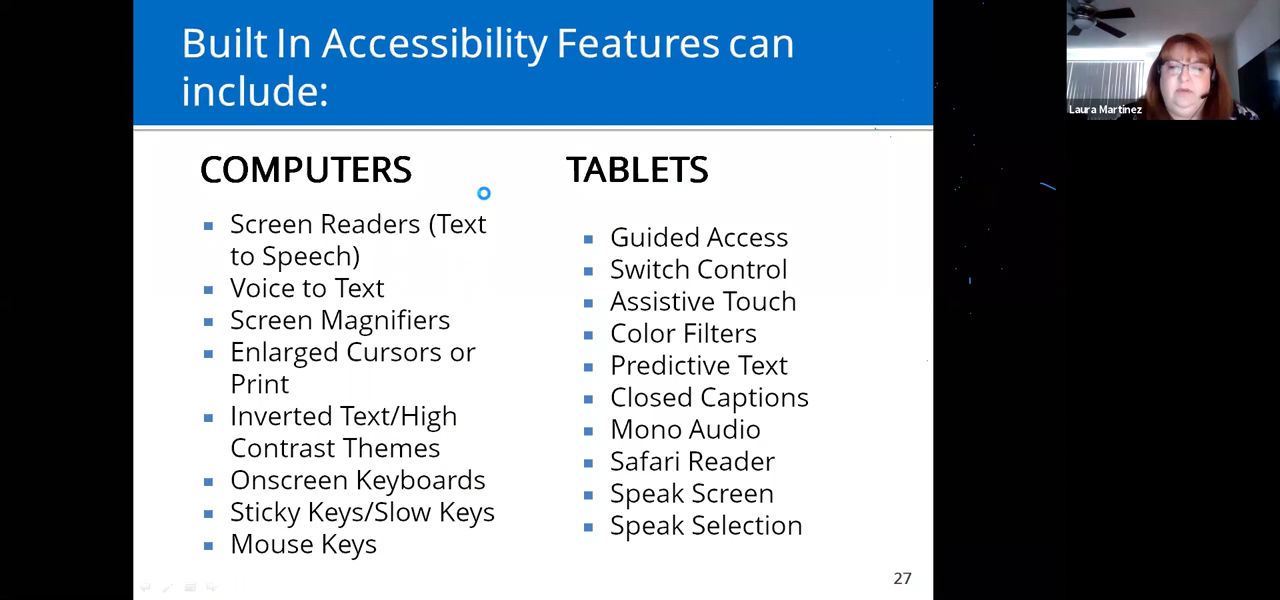 Built In Accessibility Features can
include:
COMPUTERS
Screen Readers (Text
to Speech)
Voice to Text
Screen Magnifiers
Enlarged Cursors or
Print
Inverted Text/High
Contrast Themes
Onscreen Keyboards
Sticky Keys/Slow Keys
Mouse Keys
TABLETS
Guided Access
Switch Control
Assistive Touch
Color Filters
Predictive Text
Closed Captions
Mono Audio
Safari Reader
Speak Screen
Speak Selection
27
Laura Martinez